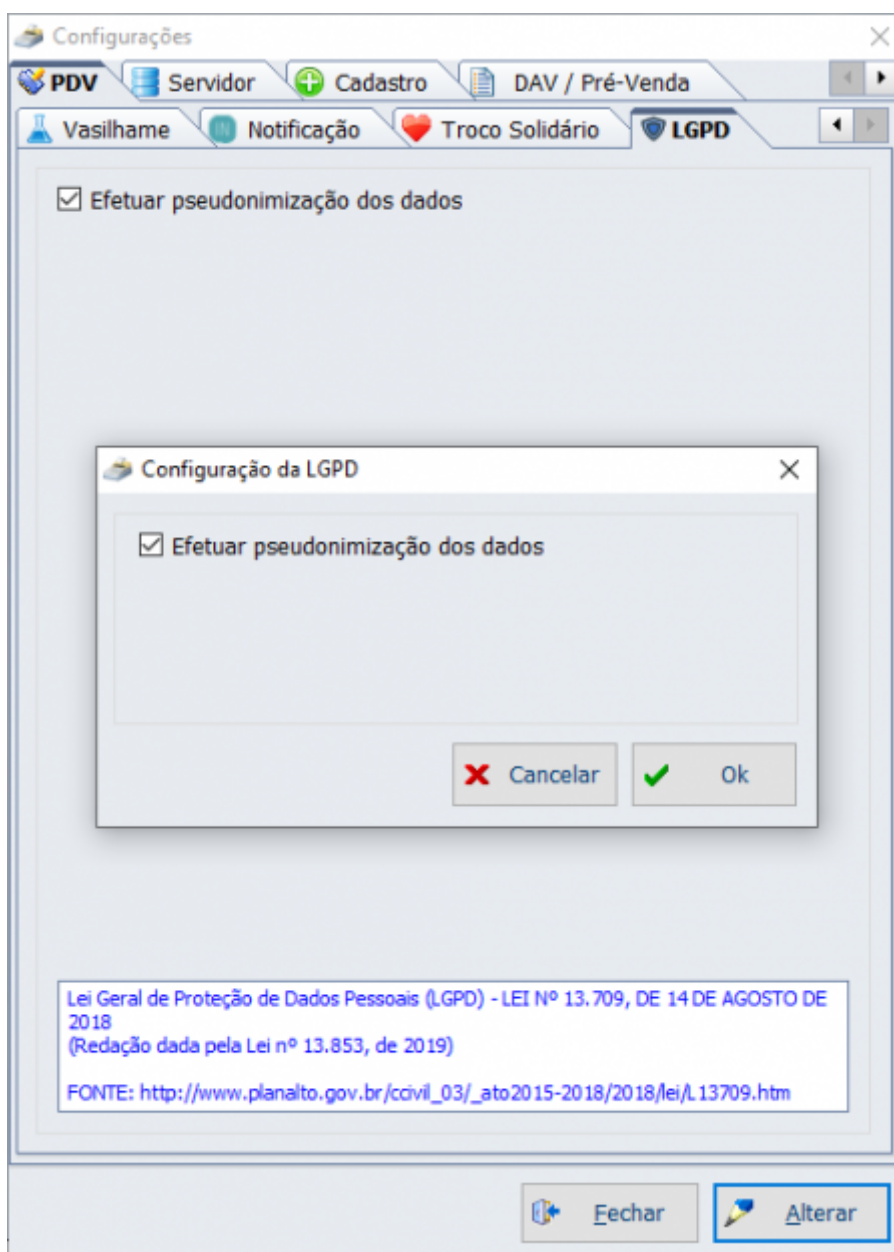 Configurações
PDV Servidor Cadastro DAV / Pré-Venda
Vasilhame IN Notificação Troco Solidário LGPD
Efetuar pseudonimização dos dados
Configuração da LGPD
Efetuar pseudonimização dos dados
Cancelar Ok
Lei Geral de Proteção de Dados Pessoais (LGPD) - LEI Nº 13.709, DE 14 DE AGOSTO DE
2018
(Redação dada pela Lei nº 13.853, de 2019)
FONTE: http://www.planalto.gov.br/ccivil_03/_ato2015-2018/2018/lei/L13709.htm
Fechar Alterar